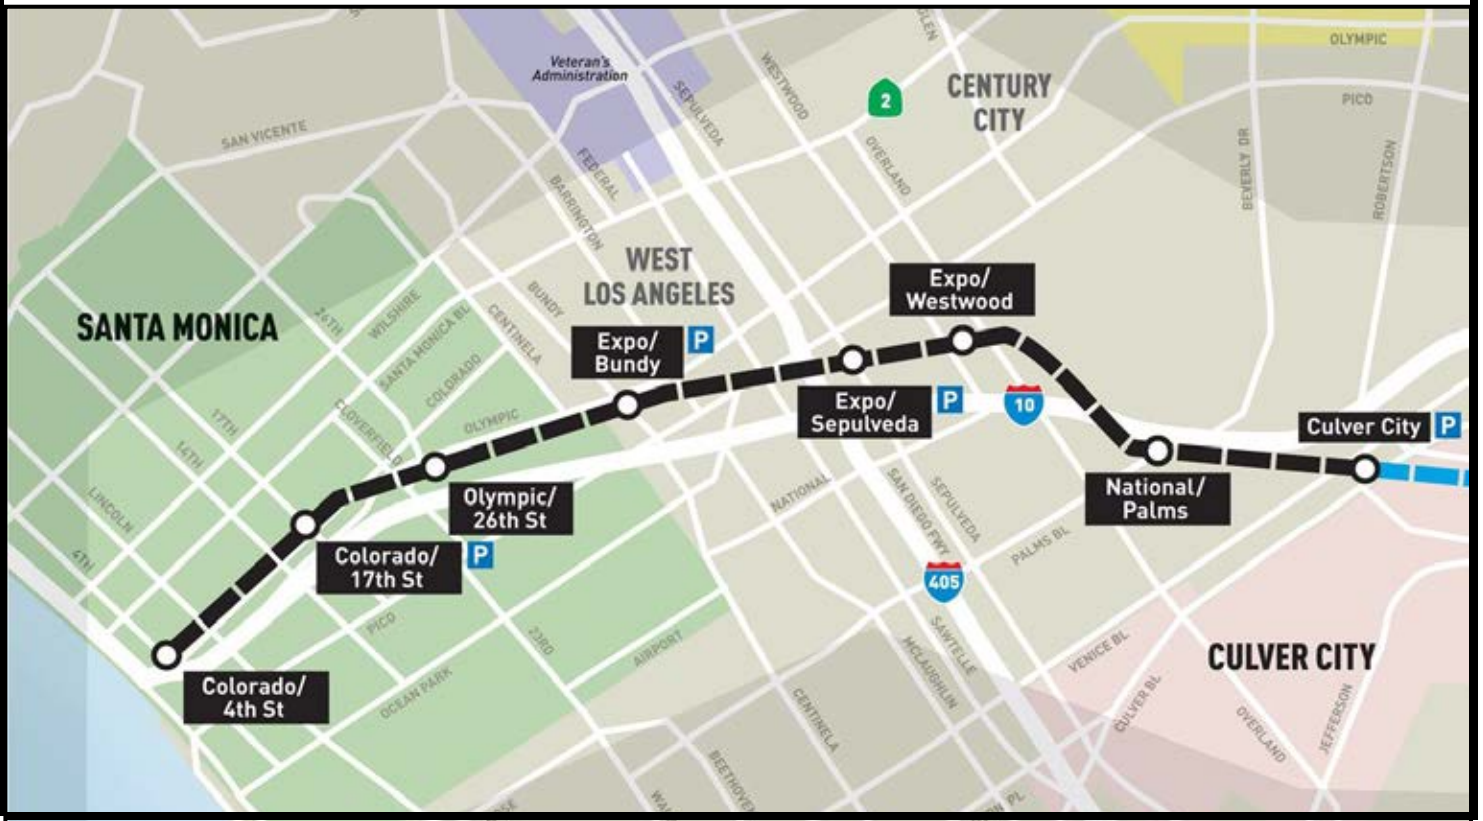 Veteran's
Administration
SEPULVEDA
WESTWOOD
GLEN
2
CENTURY
CITY
OLYMPIC
PICO
SAN VICENTE
FEDERAL
BARRINGTON
OVERLAND
BEVERLY DR
ROBERTSON
WEST
LOS ANGELES
Expo/
Westwood
SANTA MONICA
26TH
WILSHIRE
SANTA MONICA BL
COLORADO
BUNDY
CENTINELA
Expo/
Bundy
P
Expo/
Sepulveda
P
10
Culver City
P
17TH
14TH
CLOVERFIELD
OLYMPIC
LINCOLN
4TH
Olympic/
26th St
Colorado/
17th St
P
NATIONAL
SAN DIEGO FWY
SEPULVEDA
National/
Palms
PALMS BL
405
PICO
23RD
AIRPORT
OCEAN PARK
Colorado/
4th St
SAWTELLE
MCLAUGHLIN
VENICE BL
CULVER CITY
CULVER BL
OVERLAND
JEFFERSON
CENTINELA
BEETHOVEN
PL